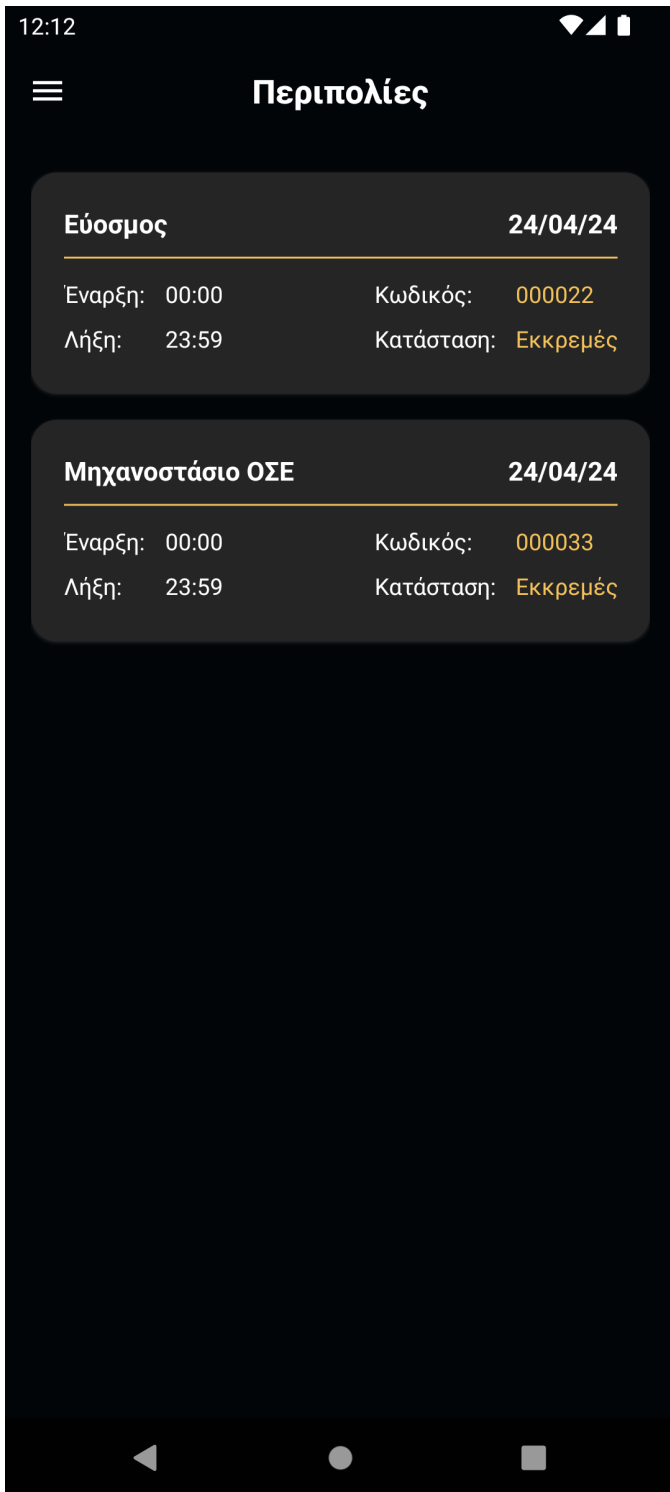 12:12
Περιπολίες
Εύοσμος 24/04/24
Έναρξη: 00:00 Κωδικός: 000022
Λήξη: 23:59 Κατάσταση: Εκκρεμές
Μηχανοστάσιο ΟΣΕ 24/04/24
Έναρξη: 00:00 Κωδικός: 000033
Λήξη: 23:59 Κατάσταση: Εκκρεμές